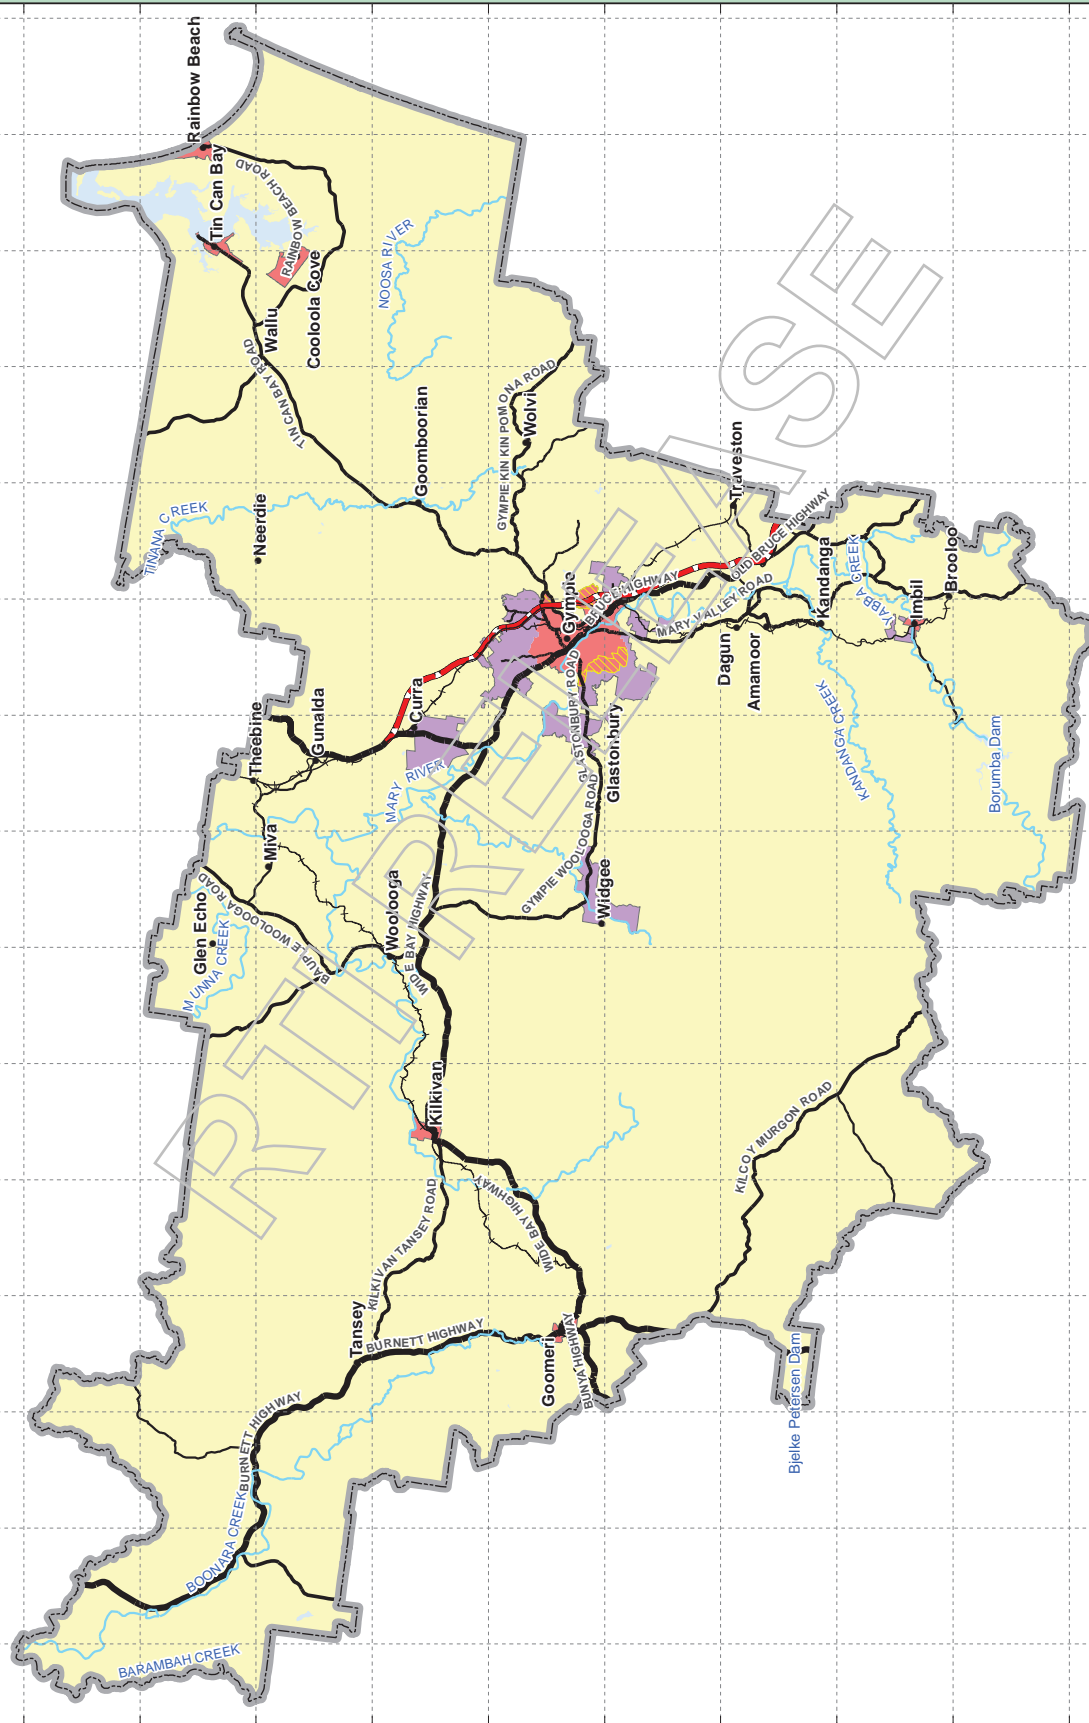 Rainbow Beach
Tin Can Bay
RAINBOW BEACH ROAD
RAINBOW
Cooloola Cove
Wallu
TIN CAN BAY ROAD
NOOSA RIVER
Goomboorian
GYMPIE KIN KIN POMONA ROAD
Wolvi
TINANA CREEK
Neerdie
Traveston
OLD BRUCE HIGHWAY
BRUCE HIGHWAY
Gympie
MARY VALLEY ROAD
Dagun
Amamoor
Kandanga
YABBA CREEK
Imbil
Brooloo
KANDANGA CREEK
Borumba Dam
Theebine
Gunalda
Curra
MARY RIVER
GLASTONBURY ROAD
Glastonbury
GYMPIE WOOLOOGA ROAD
Widgee
Miva
Glen Echo
MUNNA CREEK
BAUPLE WOOLOOGA ROAD
Woolooga
WIDE BAY HIGHWAY
Kilkivan
KILKIVAN TANSEY ROAD
WIDE BAY HIGHWAY
KILCOY MURGON ROAD
Tansey
BURNETT HIGHWAY
Goomeri
BUNYA HIGHWAY
Bjelke Petersen Dam
BURNETT HIGHWAY
BOONARA CREEK
BARAMBAH CREEK
RTI RELEASE